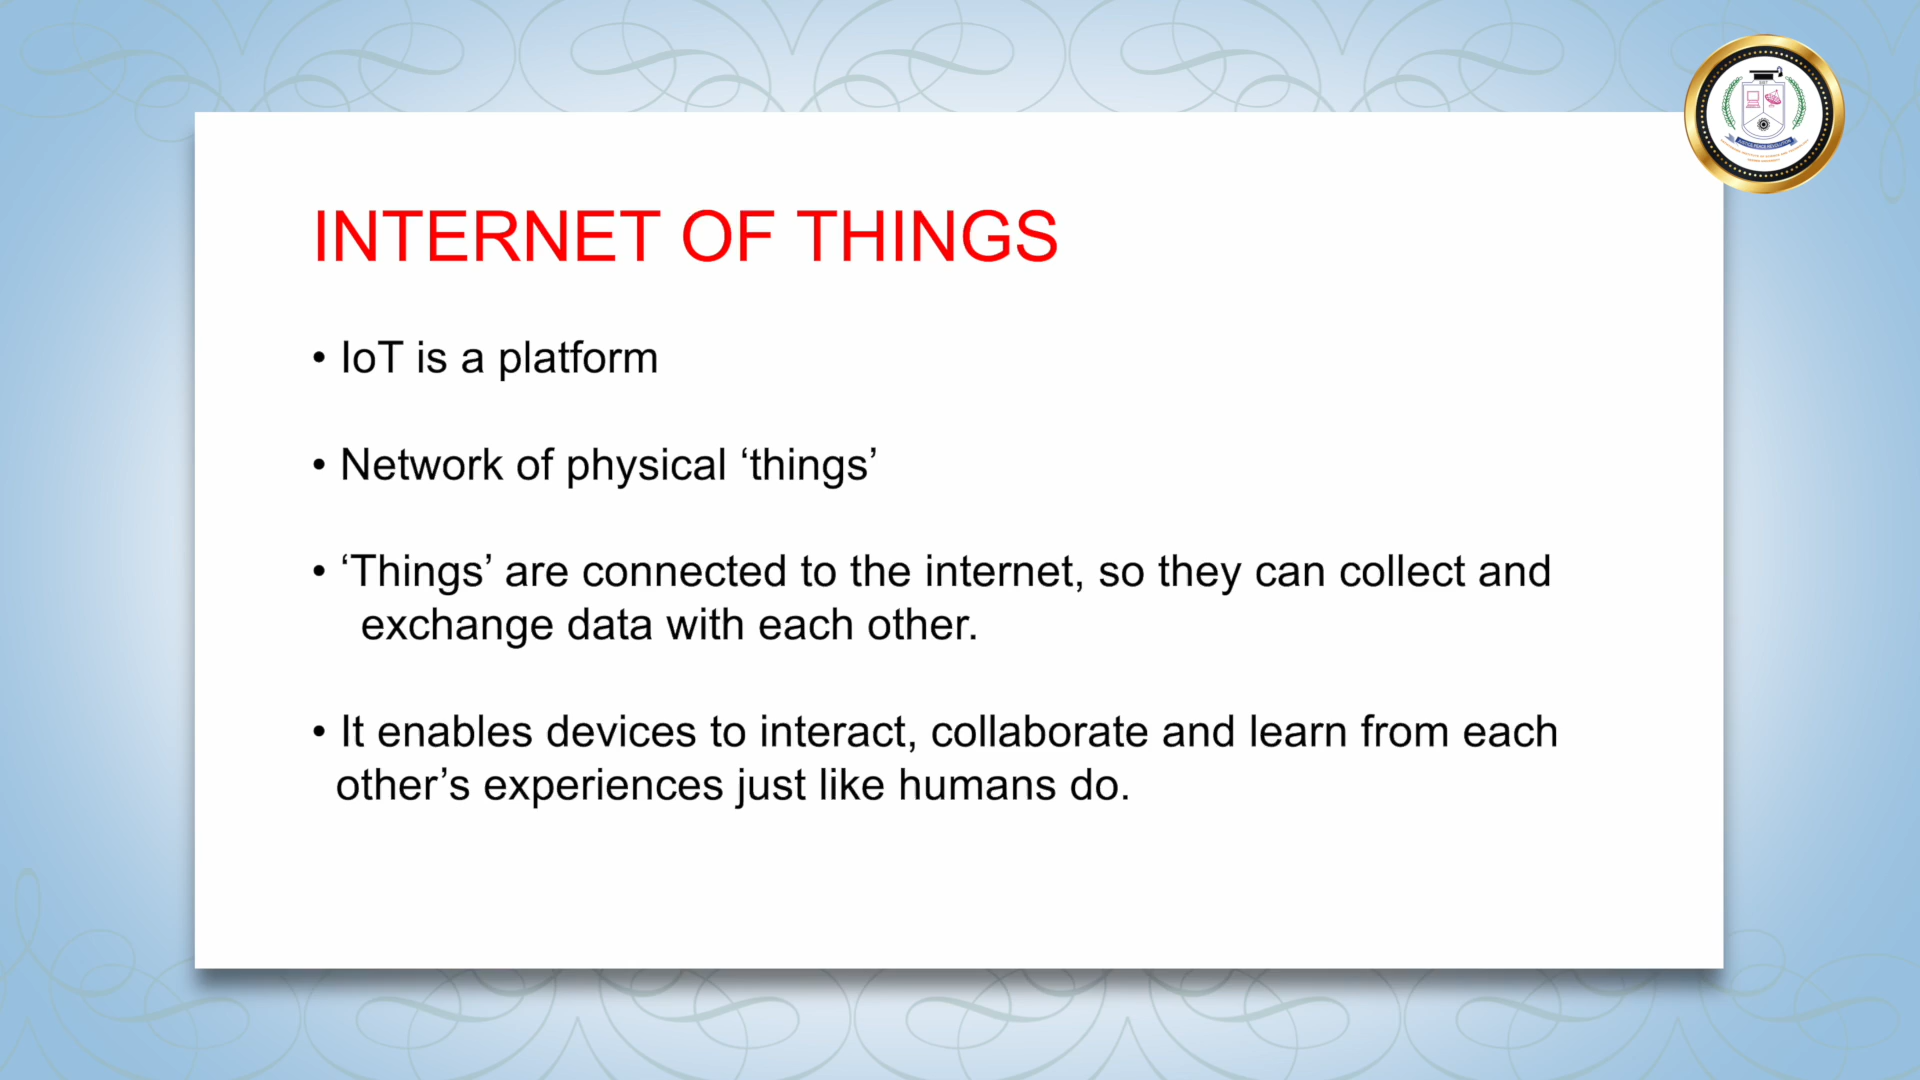 INTERNET OF THINGS
• IoT is a platform
• Network of physical ‘things’
• ‘Things’ are connected to the internet, so they can collect and
exchange data with each other.
• It enables devices to interact, collaborate and learn from each
other’s experiences just like humans do.